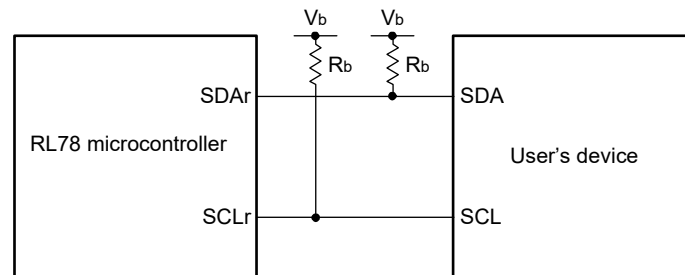 Vb Vb
Rb Rb
SDAr SDA
RL78 microcontroller User's device
SCLr SCL